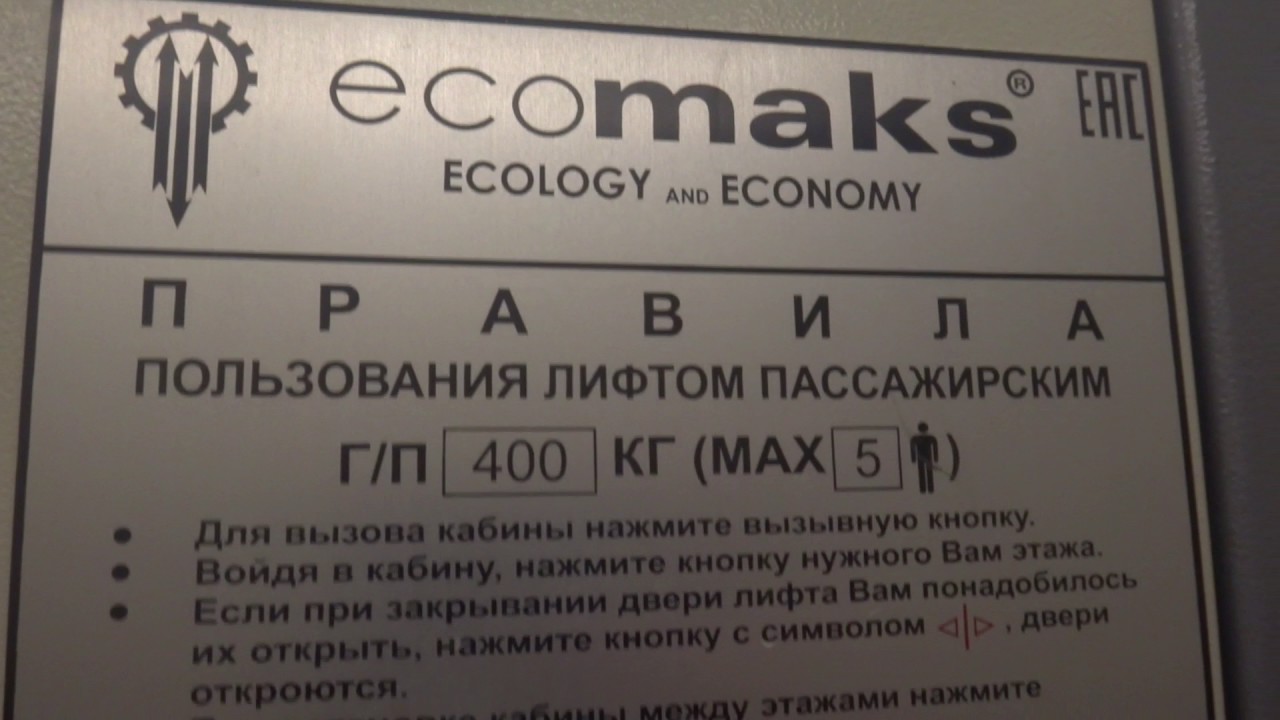 ecomaks® EAC
ECOLOGY AND ECONOMY
П Р А В И Л А
ПОЛЬЗОВАНИЯ ЛИФТОМ ПАССАЖИРСКИМ
Г/П 400 КГ (MAX 5 )
• Для вызова кабины нажмите вызывную кнопку.
• Войдя в кабину, нажмите кнопку нужного Вам этажа.
• Если при закрывании двери лифта Вам понадобилось
их открыть, нажмите кнопку с символом ◁|▷ , двери
откроются.
кабины между этажами нажмите